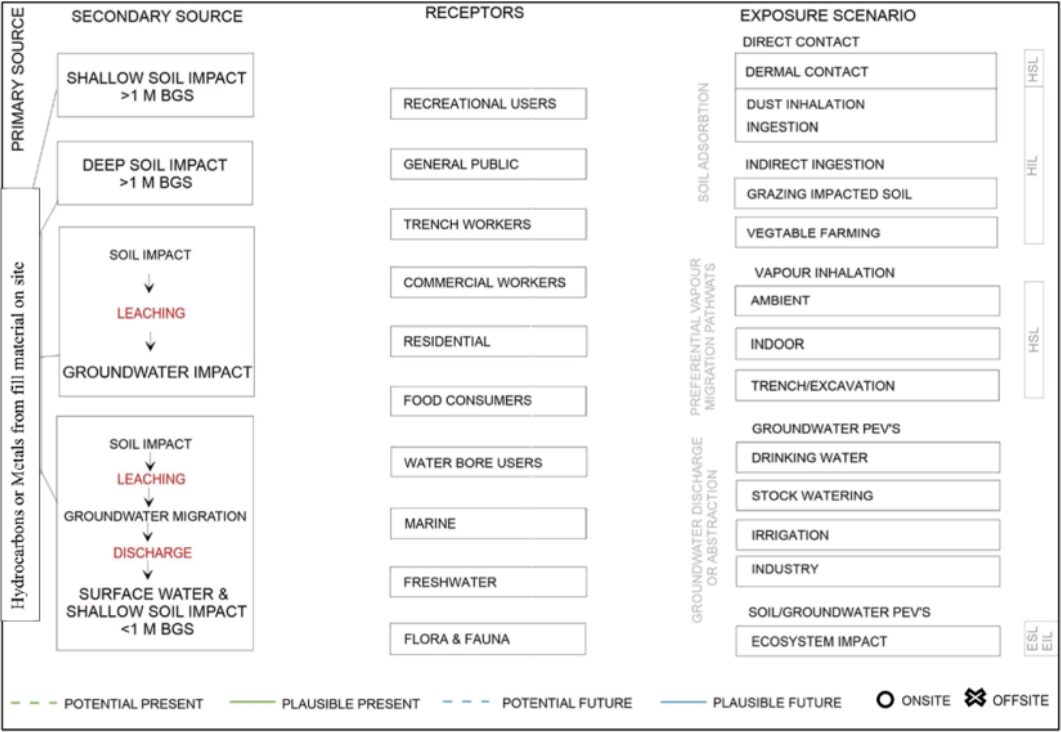 PRIMARY SOURCE
Hydrocarbons or Metals from fill material on site
SECONDARY SOURCE
SHALLOW SOIL IMPACT
>1 M BGS
DEEP SOIL IMPACT
>1 M BGS
SOIL IMPACT
LEACHING
GROUNDWATER IMPACT
SOIL IMPACT
LEACHING
GROUNDWATER MIGRATION
DISCHARGE
SURFACE WATER &
SHALLOW SOIL IMPACT
<1 M BGS
RECEPTORS
RECREATIONAL USERS
GENERAL PUBLIC
TRENCH WORKERS
COMMERCIAL WORKERS
RESIDENTIAL
FOOD CONSUMERS
WATER BORE USERS
MARINE
FRESHWATER
FLORA & FAUNA
EXPOSURE SCENARIO
SOIL ADSORBTION
DIRECT CONTACT
DERMAL CONTACT
DUST INHALATION
INGESTION
INDIRECT INGESTION
GRAZING IMPACTED SOIL
VEGTABLE FARMING
HSL
HIL
PREFERENTIAL VAPOUR
MIGRATION PATHWATS
VAPOUR INHALATION
AMBIENT
INDOOR
TRENCH/EXCAVATION
HSL
GROUNDWATER DISCHARGE
OR ABSTRACTION
GROUNDWATER PEV'S
DRINKING WATER
STOCK WATERING
IRRIGATION
INDUSTRY
SOIL/GROUNDWATER PEV'S
ECOSYSTEM IMPACT
ESL
EIL
POTENTIAL PRESENT
PLAUSIBLE PRESENT
POTENTIAL FUTURE
PLAUSIBLE FUTURE
ONSITE
OFFSITE